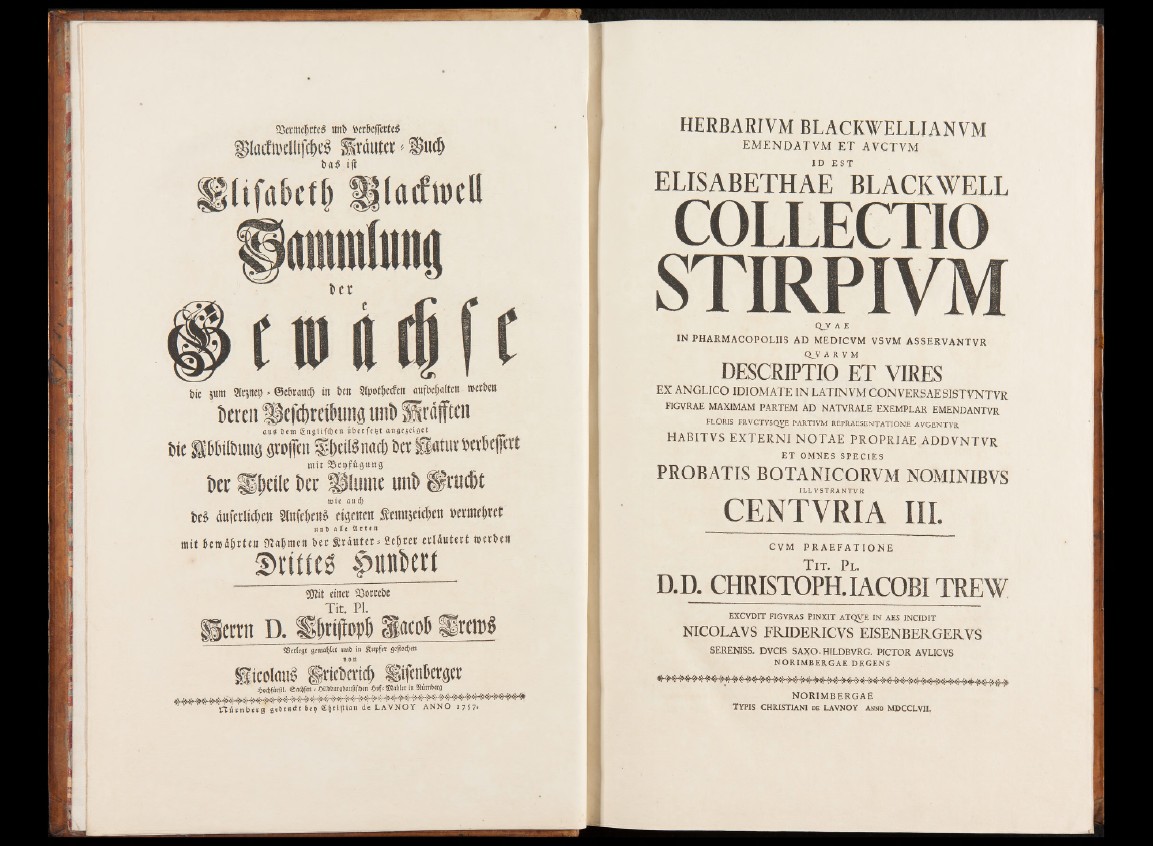 Vermehrtes und verbessertes
Blackwellisches Kräuter-Buch
das ist
Elisabeth Blackwell
Sammlung
der
Gewächse
die zum Arzney-Gebrauch in den Apothecken aufbehalten werden
deren Beschreibung und Kräfften
aus dem Englischen übersetzt angezeiget
die Abbildung grossen Theils nach der Natur verbessert
mit Beyfügung
der Theile der Blume und Frucht
wie auch
des äuserlichen Ansehens eigenen Kennzeichen vermehret
und alle Arten
mit bewährten Nahmen der Kräuter-Lehrer erläutert werden
Drittes Hundert
Mit einer Vorrede
Tit. Pl.
Herrn D. Christoph Jacob Trews
Verlegt gemahlet und in Kupfer gestochen
von
Nicolaus Friederich Eisenberger
Hochfürstl. Sachsen-Hildburghausischen Hof-Mahler in Nürnberg
Nürnberg gedruckt bey Christian de LAVNOY ANNO 1757.
HERBARIVM BLACKWELLIANVM
EMENDATVM ET AVCTVM
ID EST
ELISABETHAE BLACKWELL
COLLECTIO
STIRPIVM
QVAE
IN PHARMACOPOLIIS AD MEDICVM VSVM ASSERVANTVR
QVARVM
DESCRIPTIO ET VIRES
EX ANGLICO IDIOMATE IN LATINVM CONVERSAE SISTVNTVR
FIGVRAE MAXIMAM PARTEM AD NATVRALE EXEMPLAR EMENDANTVR
FLORIS FRVCTVSQVE PARTIVM REPRAESENTATIONE AVGENTVR
HABITVS EXTERNI NOTAE PROPRIAE ADDVNTVR
ET OMNES SPECIES
PROBATIS BOTANICORVM NOMINIBVS
ILLVSTRANTVR
CENTVRIA III.
CVM PRAEFATIONE
TIT. PL.
D.D. CHRISTOPH. IACOBI TREW.
EXCVDIT FIGVRAS PINXIT ATQVE IN AES INCIDIT
NICOLAVS FRIDERICVS EISENBERGERVS
SERENISS. DVCIS SAXO-HILDBVRG. PICTOR AVLICVS
NORIMBERGAE DEGENS
NORIMBERGAE
TYPIS CHRISTIANI DE LAVNOY ANNO MDCCLVII.